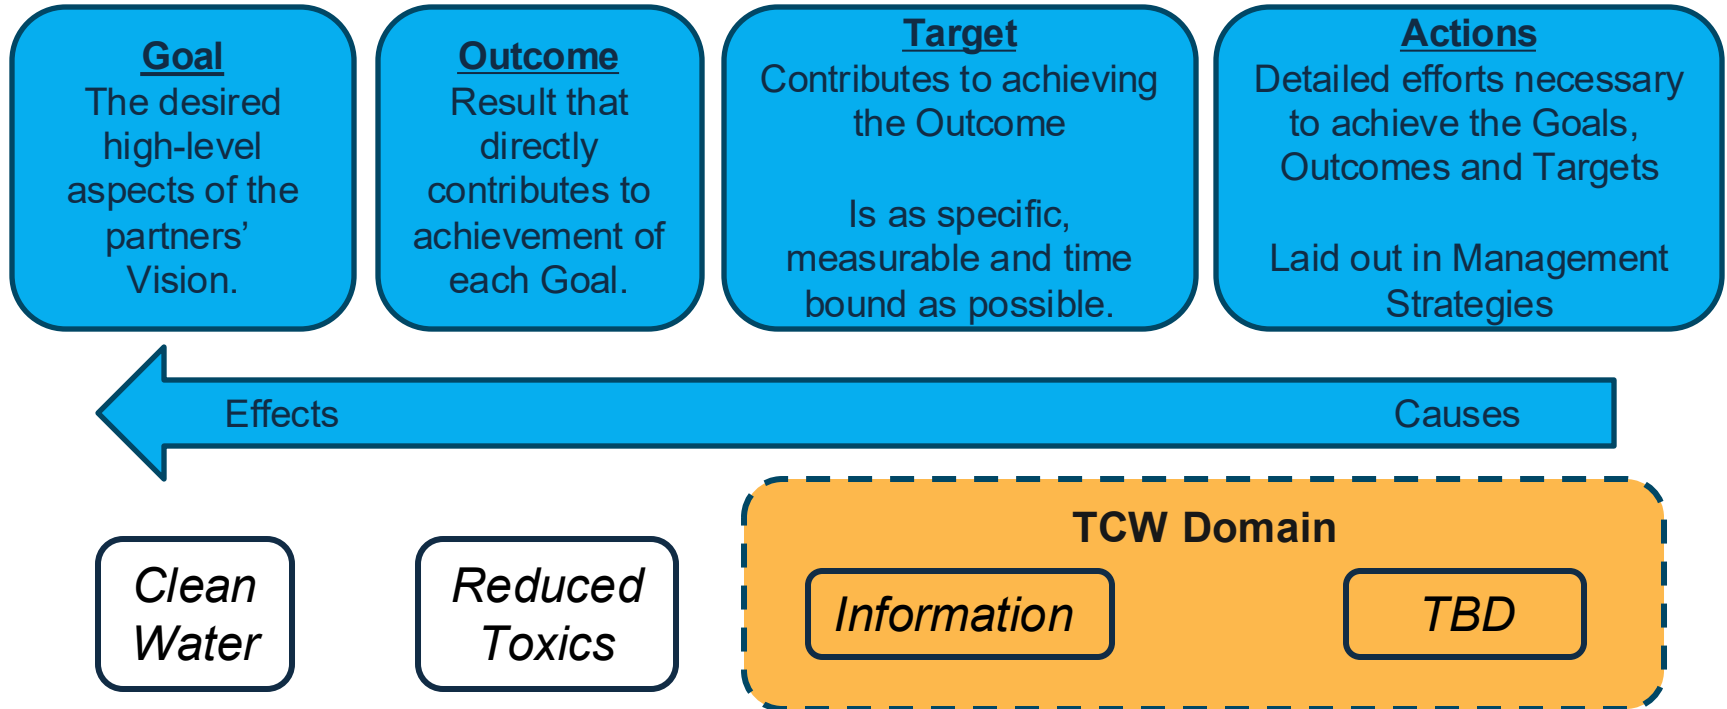 Goal
The desired
high-level
aspects of the
partners’
Vision.
Outcome
Result that
directly
contributes to
achievement of
each Goal.
Target
Contributes to achieving
the Outcome
Is as specific,
measurable and time
bound as possible.
Actions
Detailed efforts necessary
to achieve the Goals,
Outcomes and Targets
Laid out in Management
Strategies
Effects
Causes
Clean
Water
Reduced
Toxics
TCW Domain
Information
TBD